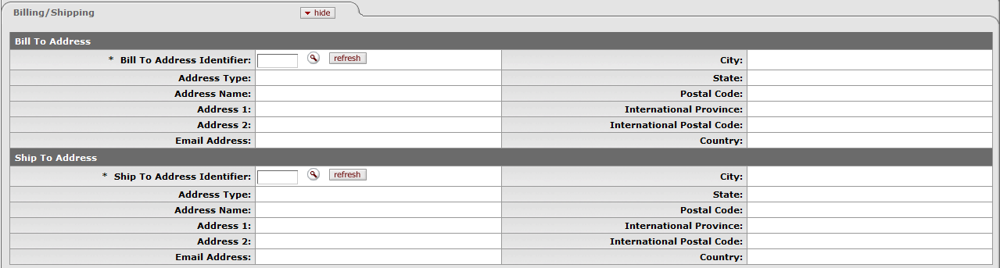 Billing/Shipping hide
Bill To Address
* Bill To Address Identifier: refresh City:
Address Type: State:
Address Name: Postal Code:
Address 1: International Province:
Address 2: International Postal Code:
Email Address: Country:
Ship To Address
* Ship To Address Identifier: refresh City:
Address Type: State:
Address Name: Postal Code:
Address 1: International Province:
Address 2: International Postal Code:
Email Address: Country: